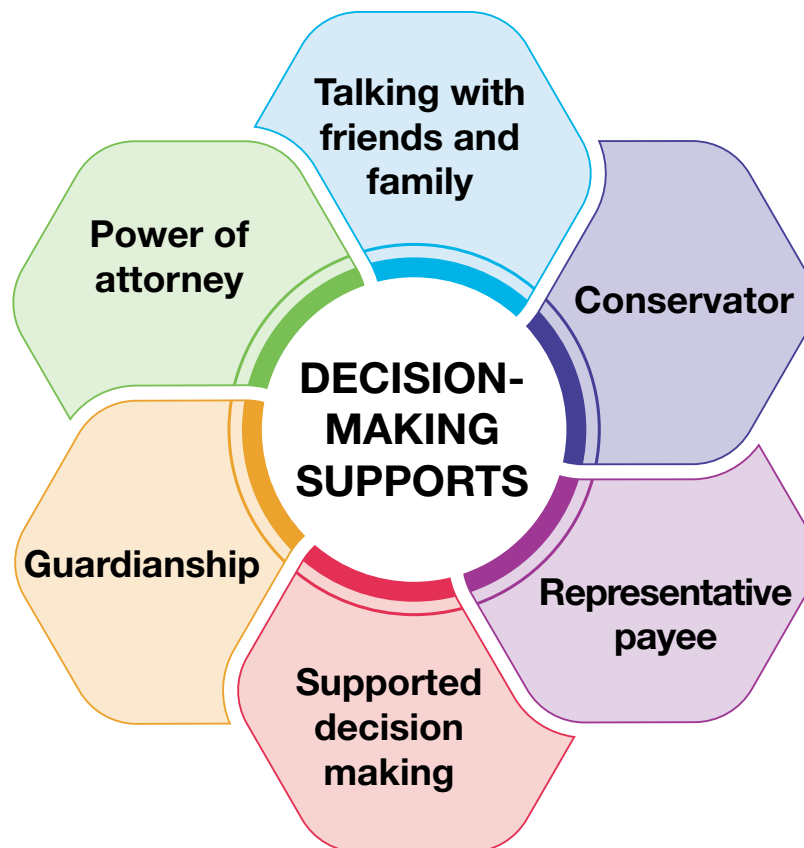 Talking with
friends and
family
Conservator
Representative
payee
Supported
decision
making
Guardianship
Power of
attorney
DECISION-
MAKING
SUPPORTS